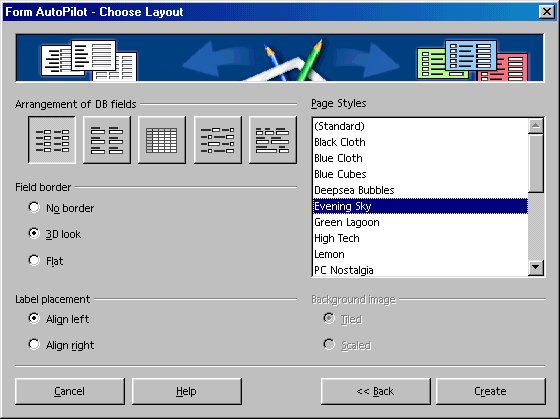 Form AutoPilot - Choose Layout
Arrangement of DB fields
Page Styles
(Standard)
Black Cloth
Blue Cloth
Blue Cubes
Deepsea Bubbles
Evening Sky
Green Lagoon
High Tech
Lemon
PC Nostalgia
Field border
No border
3D look
Flat
Label placement
Align left
Align right
Background image
Tiled
Scaled
Cancel
Help
<< Back
Create